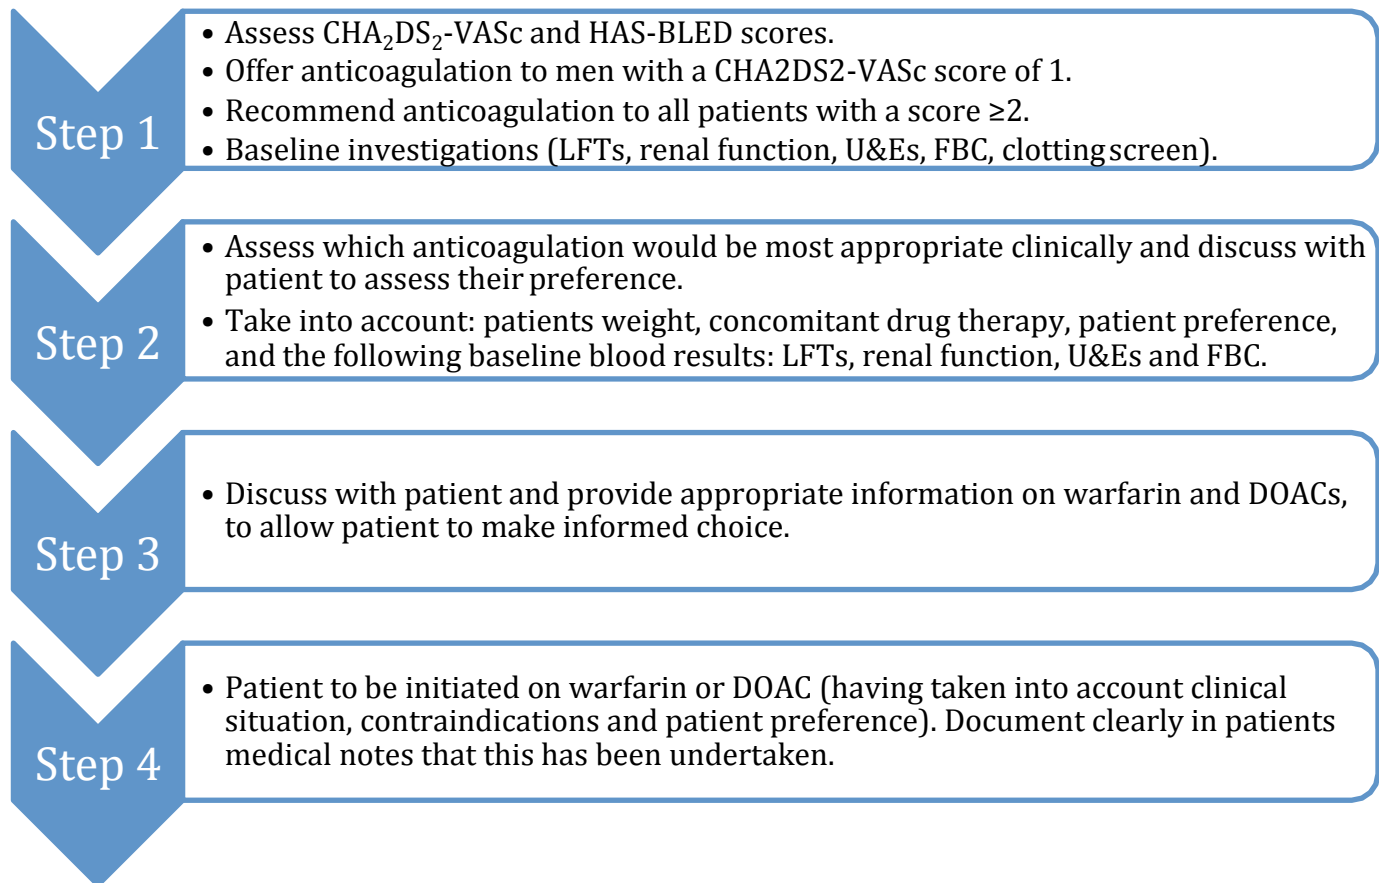 Step 1
• Assess CHA₂DS₂-VASc and HAS-BLED scores.
• Offer anticoagulation to men with a CHA2DS2-VASc score of 1.
• Recommend anticoagulation to all patients with a score ≥2.
• Baseline investigations (LFTs, renal function, U&Es, FBC, clotting screen).
Step 2
• Assess which anticoagulation would be most appropriate clinically and discuss with
patient to assess their preference.
• Take into account: patients weight, concomitant drug therapy, patient preference,
and the following baseline blood results: LFTs, renal function, U&Es and FBC.
Step 3
• Discuss with patient and provide appropriate information on warfarin and DOACs,
to allow patient to make informed choice.
Step 4
• Patient to be initiated on warfarin or DOAC (having taken into account clinical
situation, contraindications and patient preference). Document clearly in patients
medical notes that this has been undertaken.